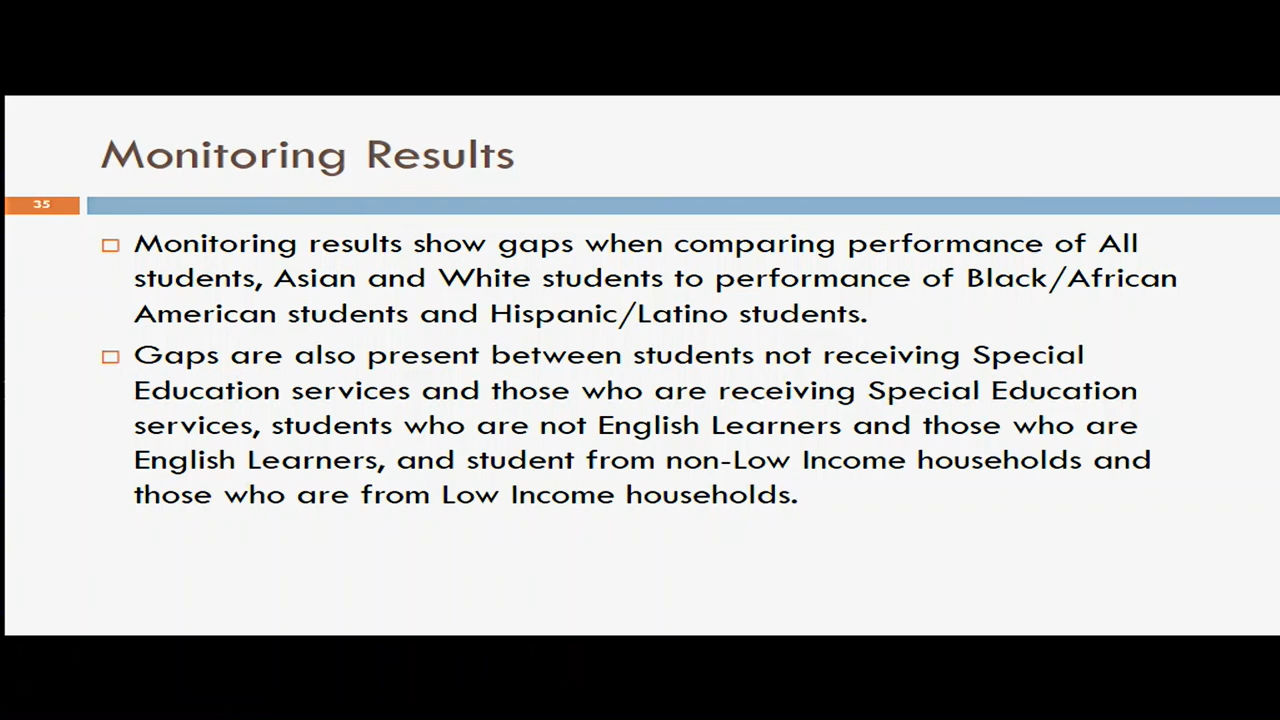 Monitoring Results
35
Monitoring results show gaps when comparing performance of All
students, Asian and White students to performance of Black/African
American students and Hispanic/Latino students.
Gaps are also present between students not receiving Special
Education services and those who are receiving Special Education
services, students who are not English Learners and those who are
English Learners, and student from non-Low Income households and
those who are from Low Income households.